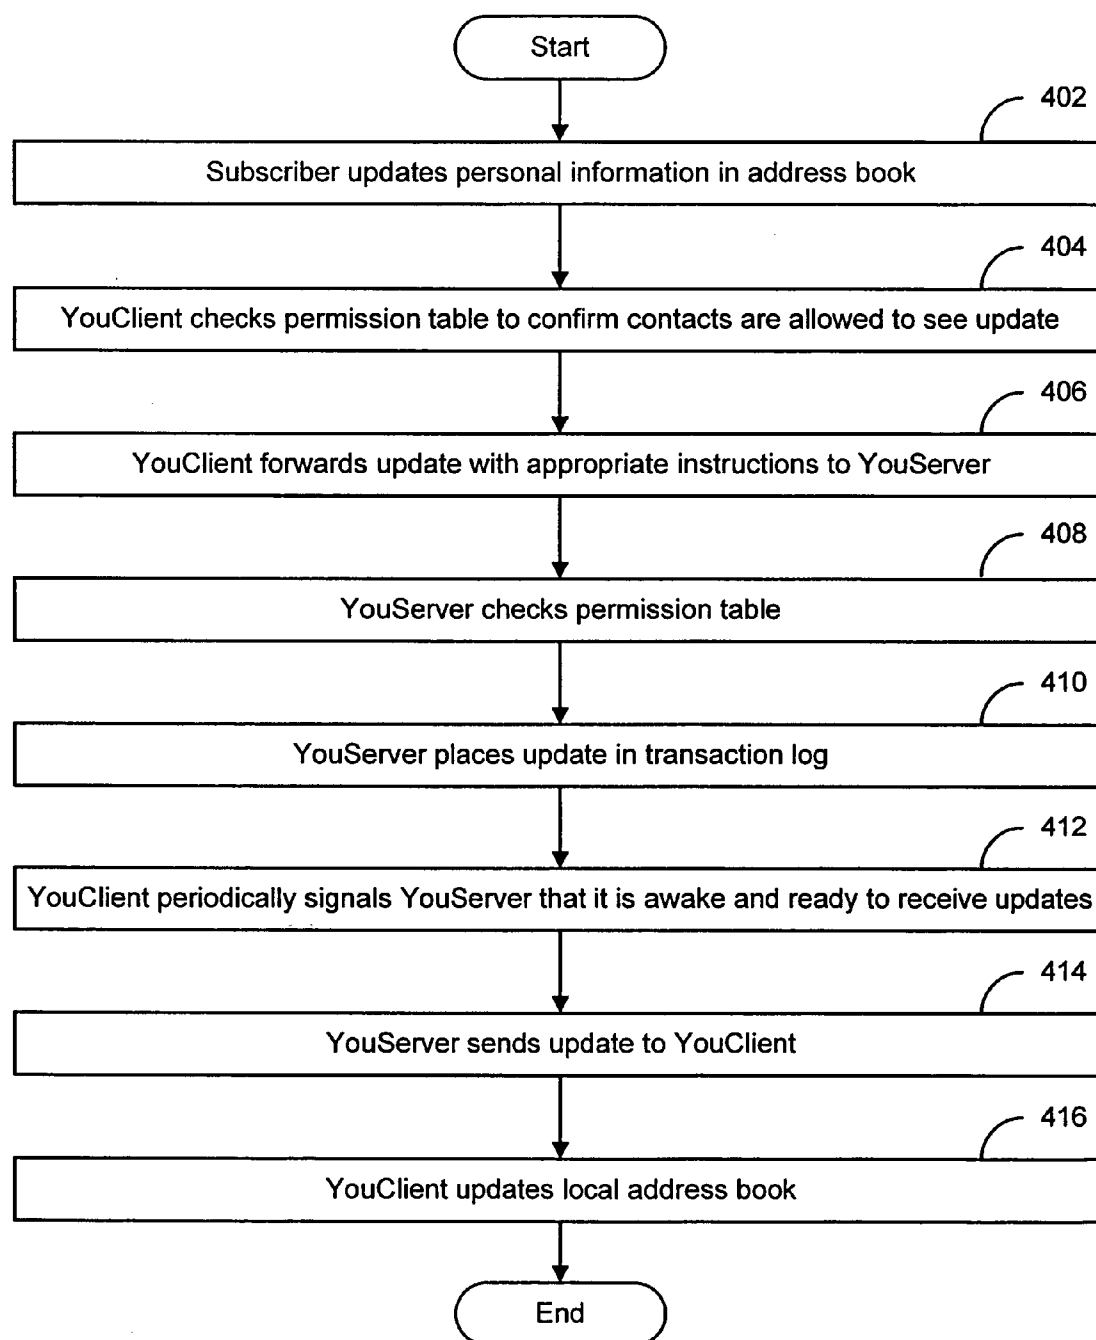 Start
402
Subscriber updates personal information in address book
404
YouClient checks permission table to confirm contacts are allowed to see update
406
YouClient forwards update with appropriate instructions to YouServer
408
YouServer checks permission table
410
YouServer places update in transaction log
412
YouClient periodically signals YouServer that it is awake and ready to receive updates
414
YouServer sends update to YouClient
416
YouClient updates local address book
End